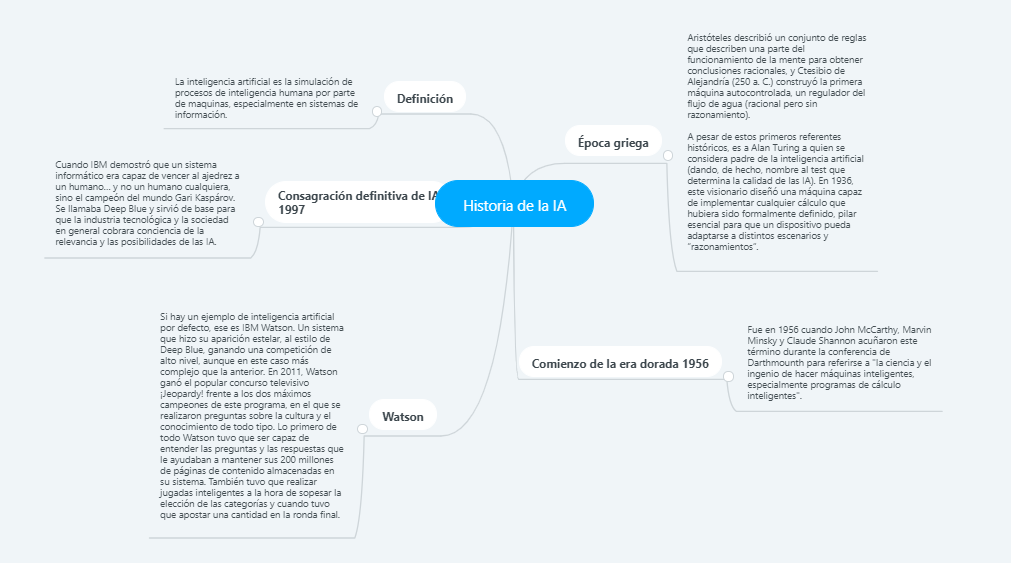 Historia de la IA
Definición
La inteligencia artificial es la simulación de
procesos de inteligencia humana por parte
de maquinas, especialmente en sistemas de
información.
Consagración definitiva de IA
1997
Cuando IBM demostró que un sistema
informático era capaz de vencer al ajedrez a
un humano... y no un humano cualquiera,
sino el campeón del mundo Gari Kaspárov.
Se llamaba Deep Blue y sirvió de base para
que la industria tecnológica y la sociedad
en general cobrara conciencia de la
relevancia y las posibilidades de las IA.
Watson
Si hay un ejemplo de inteligencia artificial
por defecto, ese es IBM Watson. Un sistema
que hizo su aparición estelar, al estilo de
Deep Blue, ganando una competición de
alto nivel, aunque en este caso más
complejo que la anterior. En 2011, Watson
ganó el popular concurso televisivo
¡Jeopardy! frente a los dos máximos
campeones de este programa, en el que se
realizaron preguntas sobre la cultura y el
conocimiento de todo tipo. Lo primero de
todo Watson tuvo que ser capaz de
entender las preguntas y las respuestas que
le ayudaban a mantener sus 200 millones
de páginas de contenido almacenadas en
su sistema. También tuvo que realizar
jugadas inteligentes a la hora de sopesar la
elección de las categorías y cuando tuvo
que apostar una cantidad en la ronda final.
Época griega
Aristóteles describió un conjunto de reglas
que describen una parte del
funcionamiento de la mente para obtener
conclusiones racionales, y Ctesibio de
Alejandría (250 a. C.) construyó la primera
máquina autocontrolada, un regulador del
flujo de agua (racional pero sin
razonamiento).
A pesar de estos primeros referentes
históricos, es a Alan Turing a quien se
considera padre de la inteligencia artificial
(dando, de hecho, nombre al test que
determina la calidad de las IA). En 1936,
este visionario diseñó una máquina capaz
de implementar cualquier cálculo que
hubiera sido formalmente definido, pilar
esencial para que un dispositivo pueda
adaptarse a distintos escenarios y
"razonamientos".
Comienzo de la era dorada 1956
Fue en 1956 cuando John McCarthy, Marvin
Minsky y Claude Shannon acuñaron este
término durante la conferencia de
Darthmounth para referirse a "la ciencia y el
ingenio de hacer máquinas inteligentes,
especialmente programas de cálculo
inteligentes".